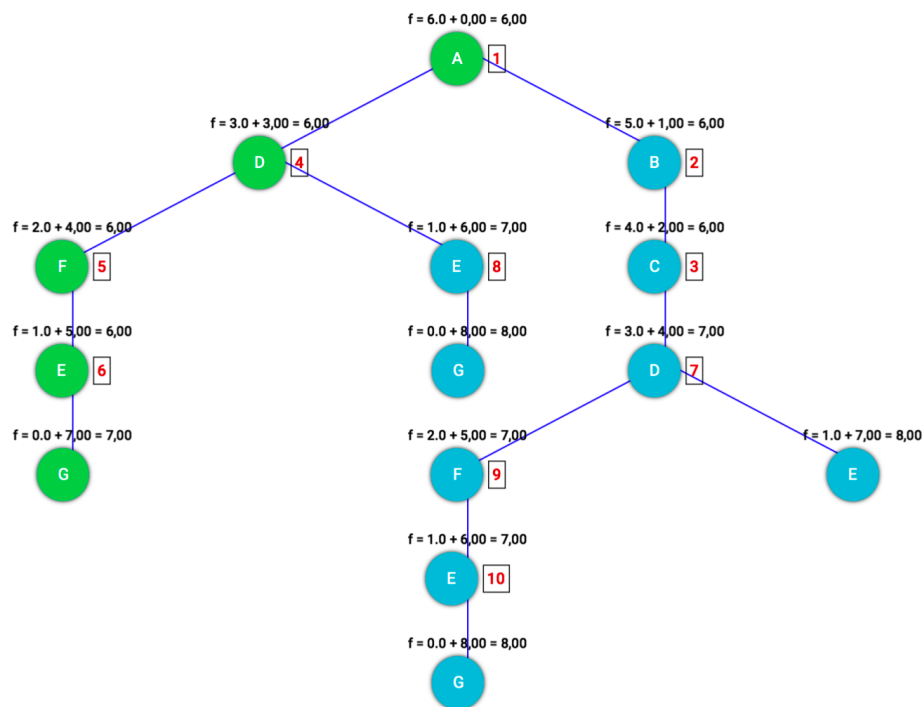 f = 6.0 + 0,00 = 6,00
A 1
f = 3.0 + 3,00 = 6,00
f = 5.0 + 1,00 = 6,00
D 4
B 2
f = 2.0 + 4,00 = 6,00
f = 1.0 + 6,00 = 7,00
f = 4.0 + 2,00 = 6,00
F 5
E 8
C 3
f = 1.0 + 5,00 = 6,00
f = 0.0 + 8,00 = 8,00
f = 3.0 + 4,00 = 7,00
E 6
G
D 7
f = 0.0 + 7,00 = 7,00
f = 2.0 + 5,00 = 7,00
f = 1.0 + 7,00 = 8,00
G
F 9
E
f = 1.0 + 6,00 = 7,00
E 10
f = 0.0 + 8,00 = 8,00
G